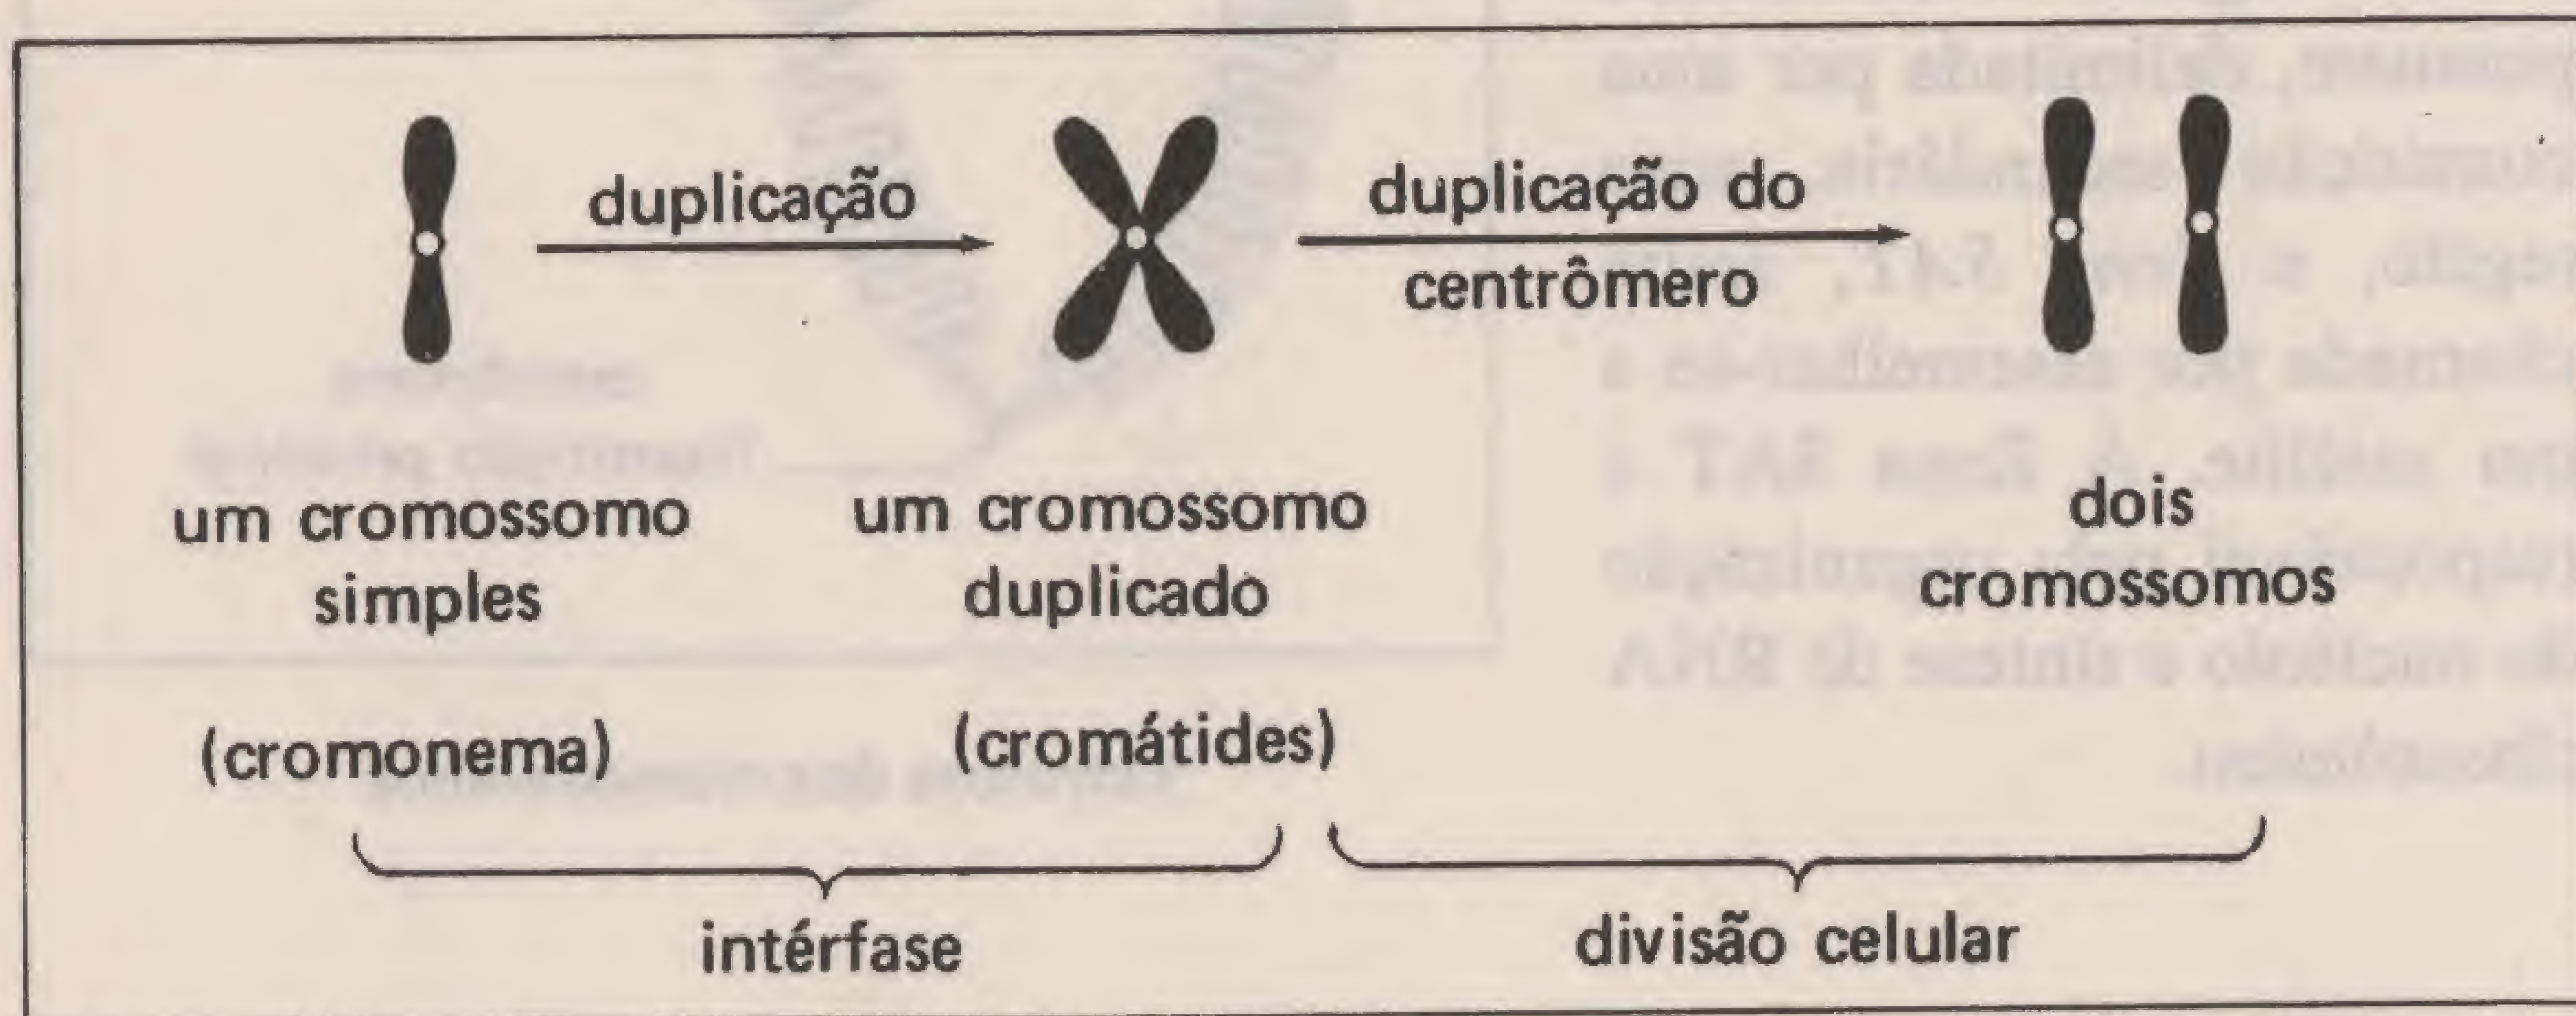 duplicação
duplicação do
centrômero
um cromossomo
simples
(cromonema)
um cromossomo
duplicado
(cromátides)
dois
cromossomos
intérfase
divisão celular